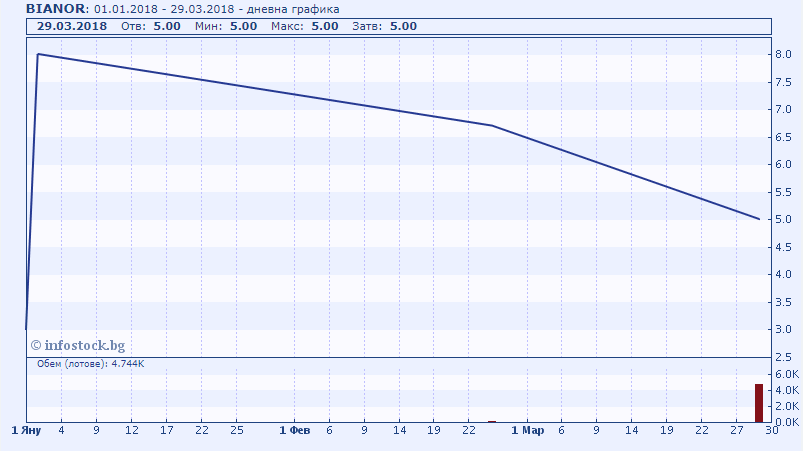 BIANOR: 01.01.2018 - 29.03.2018 - дневна графика
29.03.2018 Отв: 5.00 Мин: 5.00 Макс: 5.00 Затв: 5.00
8.0
7.5
7.0
6.5
6.0
5.5
5.0
4.5
4.0
3.5
3.0
2.5
© infostock.bg
Обем (лотове): 4.744K
6.0K
4.0K
2.0K
0.0K
1 Яну 4 9 12 17 22 25 1 Фев 6 9 14 19 22 1 Мар 6 9 14 19 22 27 30